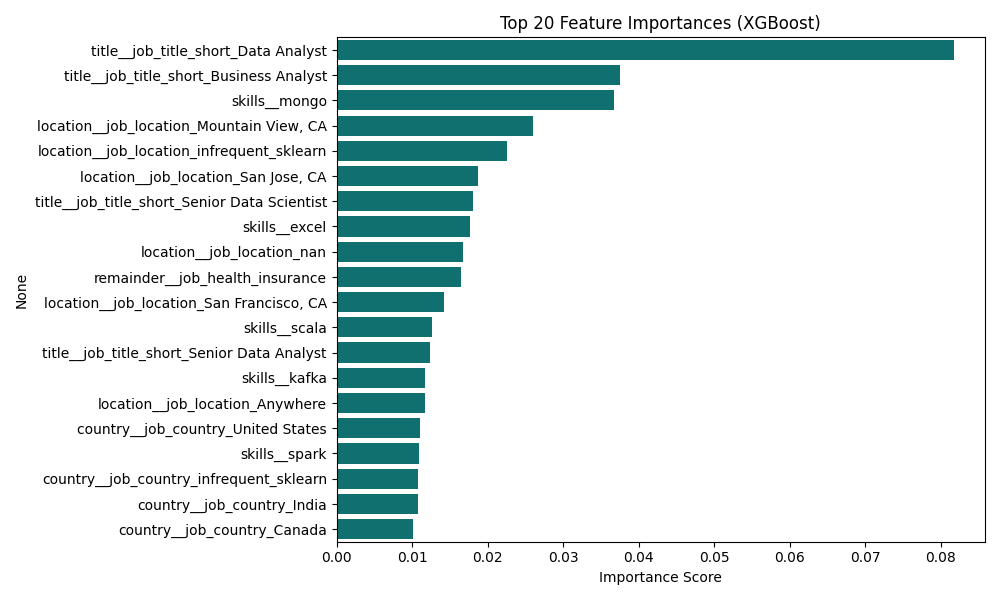 Top 20 Feature Importances (XGBoost)
title__job_title_short_Data Analyst
title__job_title_short_Business Analyst
skills__mongo
location__job_location_Mountain View, CA
location__job_location_infrequent_sklearn
location__job_location_San Jose, CA
title__job_title_short_Senior Data Scientist
skills__excel
location__job_location_nan
remainder__job_health_insurance
location__job_location_San Francisco, CA
skills__scala
title__job_title_short_Senior Data Analyst
skills__kafka
location__job_location_Anywhere
country__job_country_United States
skills__spark
country__job_country_infrequent_sklearn
country__job_country_India
country__job_country_Canada
None
0.00 0.01 0.02 0.03 0.04 0.05 0.06 0.07 0.08
Importance Score